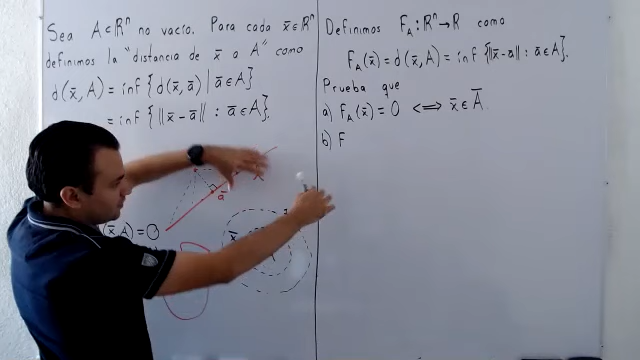 Sea A⊂ℝⁿ no vacío. Para cada x̄∈ℝⁿ
definimos la "distancia de x̄ a A" como
d(x̄,A) = inf {d(x̄,ā) | ā∈A}
= inf {‖x̄-ā‖ : ā∈A}.
ā
(x̄,A)=0
x̄
Definimos F_A : ℝⁿ→ℝ como
F_A(x̄) = d(x̄,A) = inf {‖x̄-ā‖ : ā∈A}.
Prueba que
a) F_A(x̄) = 0 ⟺ x̄ ∈ A̅
b) F